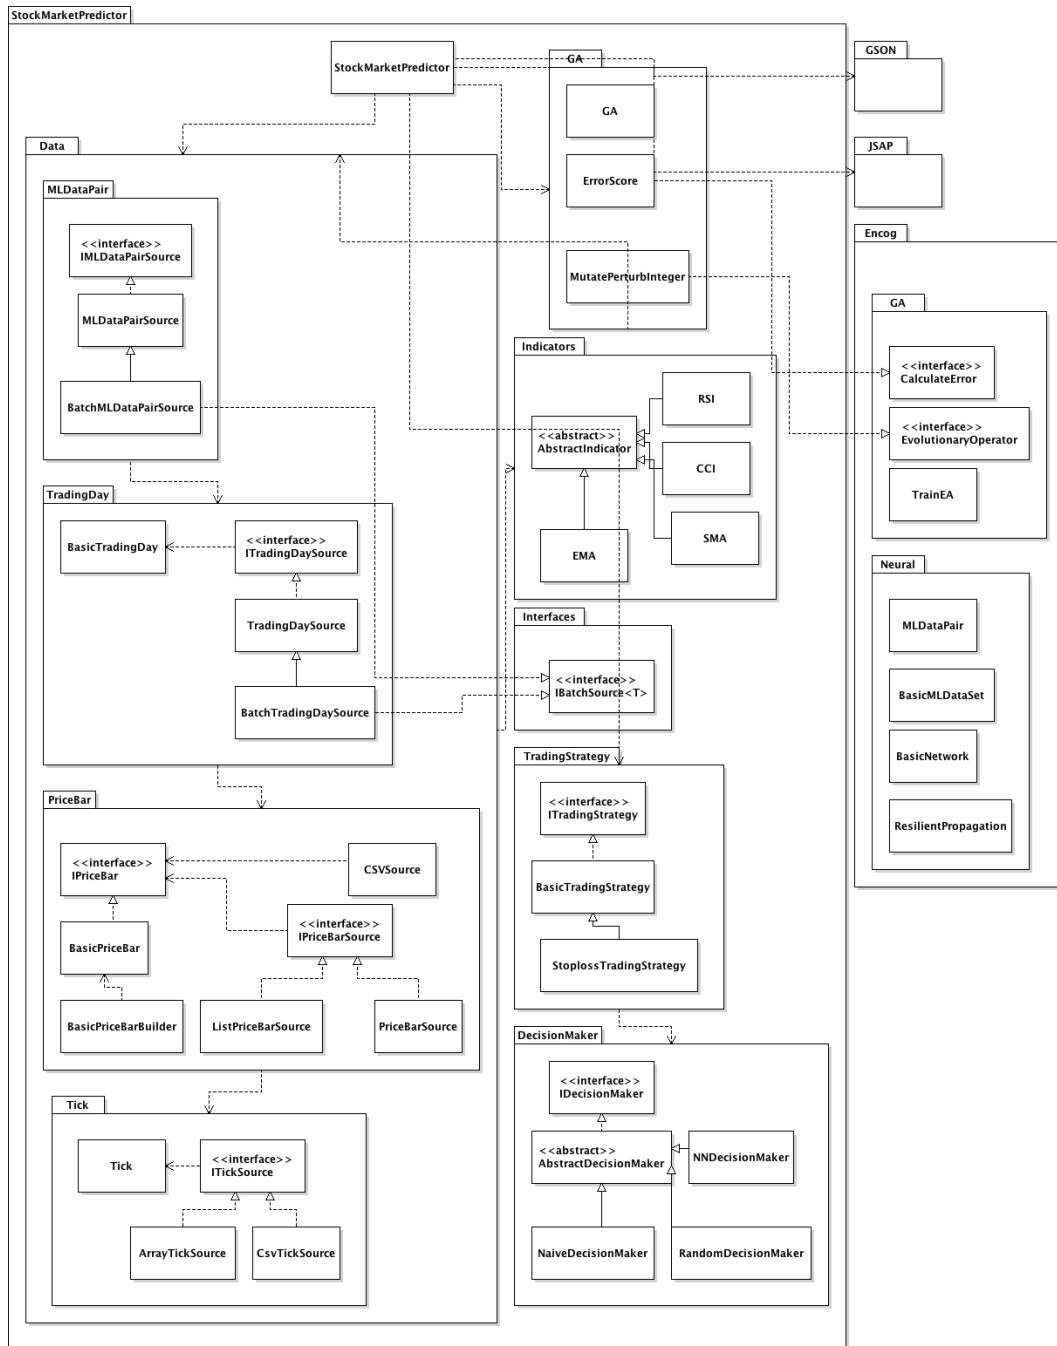 StockMarketPredictor
StockMarketPredictor
Data
MLDataPair
<<interface>>
IMLDataPairSource
MLDataPairSource
BatchMLDataPairSource
TradingDay
BasicTradingDay
<<interface>>
ITradingDaySource
TradingDaySource
BatchTradingDaySource
PriceBar
<<interface>>
IPriceBar
CSVSource
<<interface>>
IPriceBarSource
BasicPriceBar
BasicPriceBarBuilder
ListPriceBarSource
PriceBarSource
Tick
Tick
<<interface>>
ITickSource
ArrayTickSource
CsvTickSource
GA
GA
ErrorScore
MutatePerturbInteger
Indicators
<<abstract>>
AbstractIndicator
RSI
CCI
SMA
EMA
Interfaces
<<interface>>
IBatchSource<T>
TradingStrategy
<<interface>>
ITradingStrategy
BasicTradingStrategy
StoplossTradingStrategy
DecisionMaker
<<interface>>
IDecisionMaker
<<abstract>>
AbstractDecisionMaker
NNDecisionMaker
NaiveDecisionMaker
RandomDecisionMaker
GSON
JSAP
Encog
GA
<<interface>>
CalculateError
<<interface>>
EvolutionaryOperator
TrainEA
Neural
MLDataPair
BasicMLDataSet
BasicNetwork
ResilientPropagation